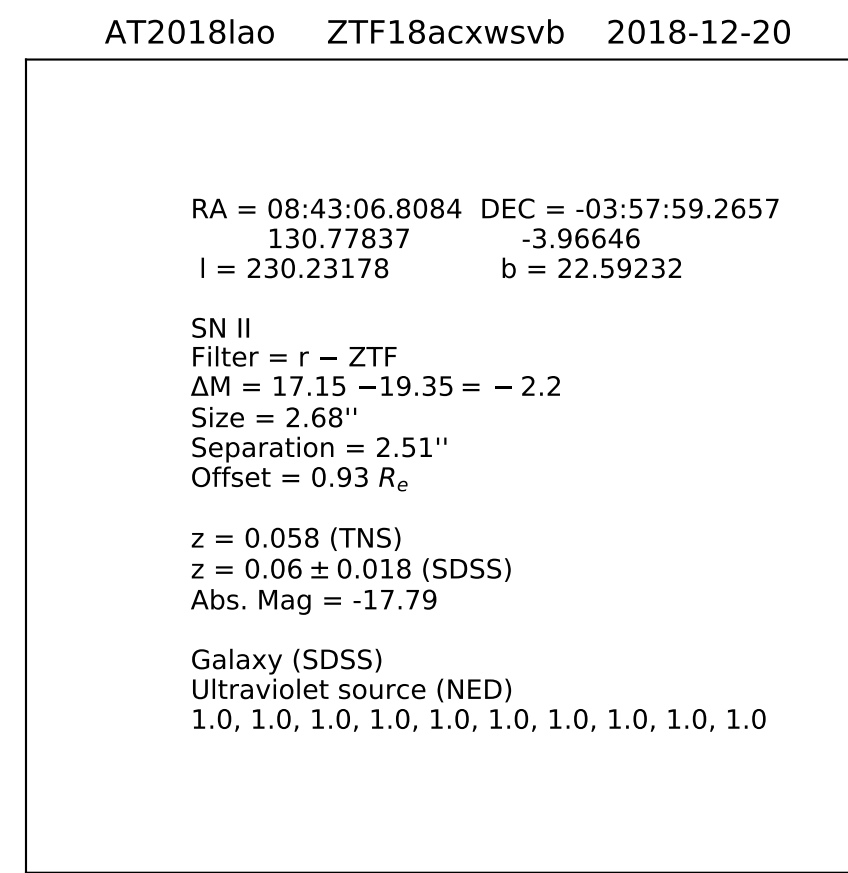 AT2018lao ZTF18acxwsvb 2018-12-20
RA = 08:43:06.8084 DEC = -03:57:59.2657
130.77837 -3.96646
l = 230.23178 b = 22.59232
SN II
Filter = r − ZTF
ΔM = 17.15 −19.35 = − 2.2
Size = 2.68''
Separation = 2.51''
Offset = 0.93 Rₑ
z = 0.058 (TNS)
z = 0.06 ± 0.018 (SDSS)
Abs. Mag = -17.79
Galaxy (SDSS)
Ultraviolet source (NED)
1.0, 1.0, 1.0, 1.0, 1.0, 1.0, 1.0, 1.0, 1.0, 1.0